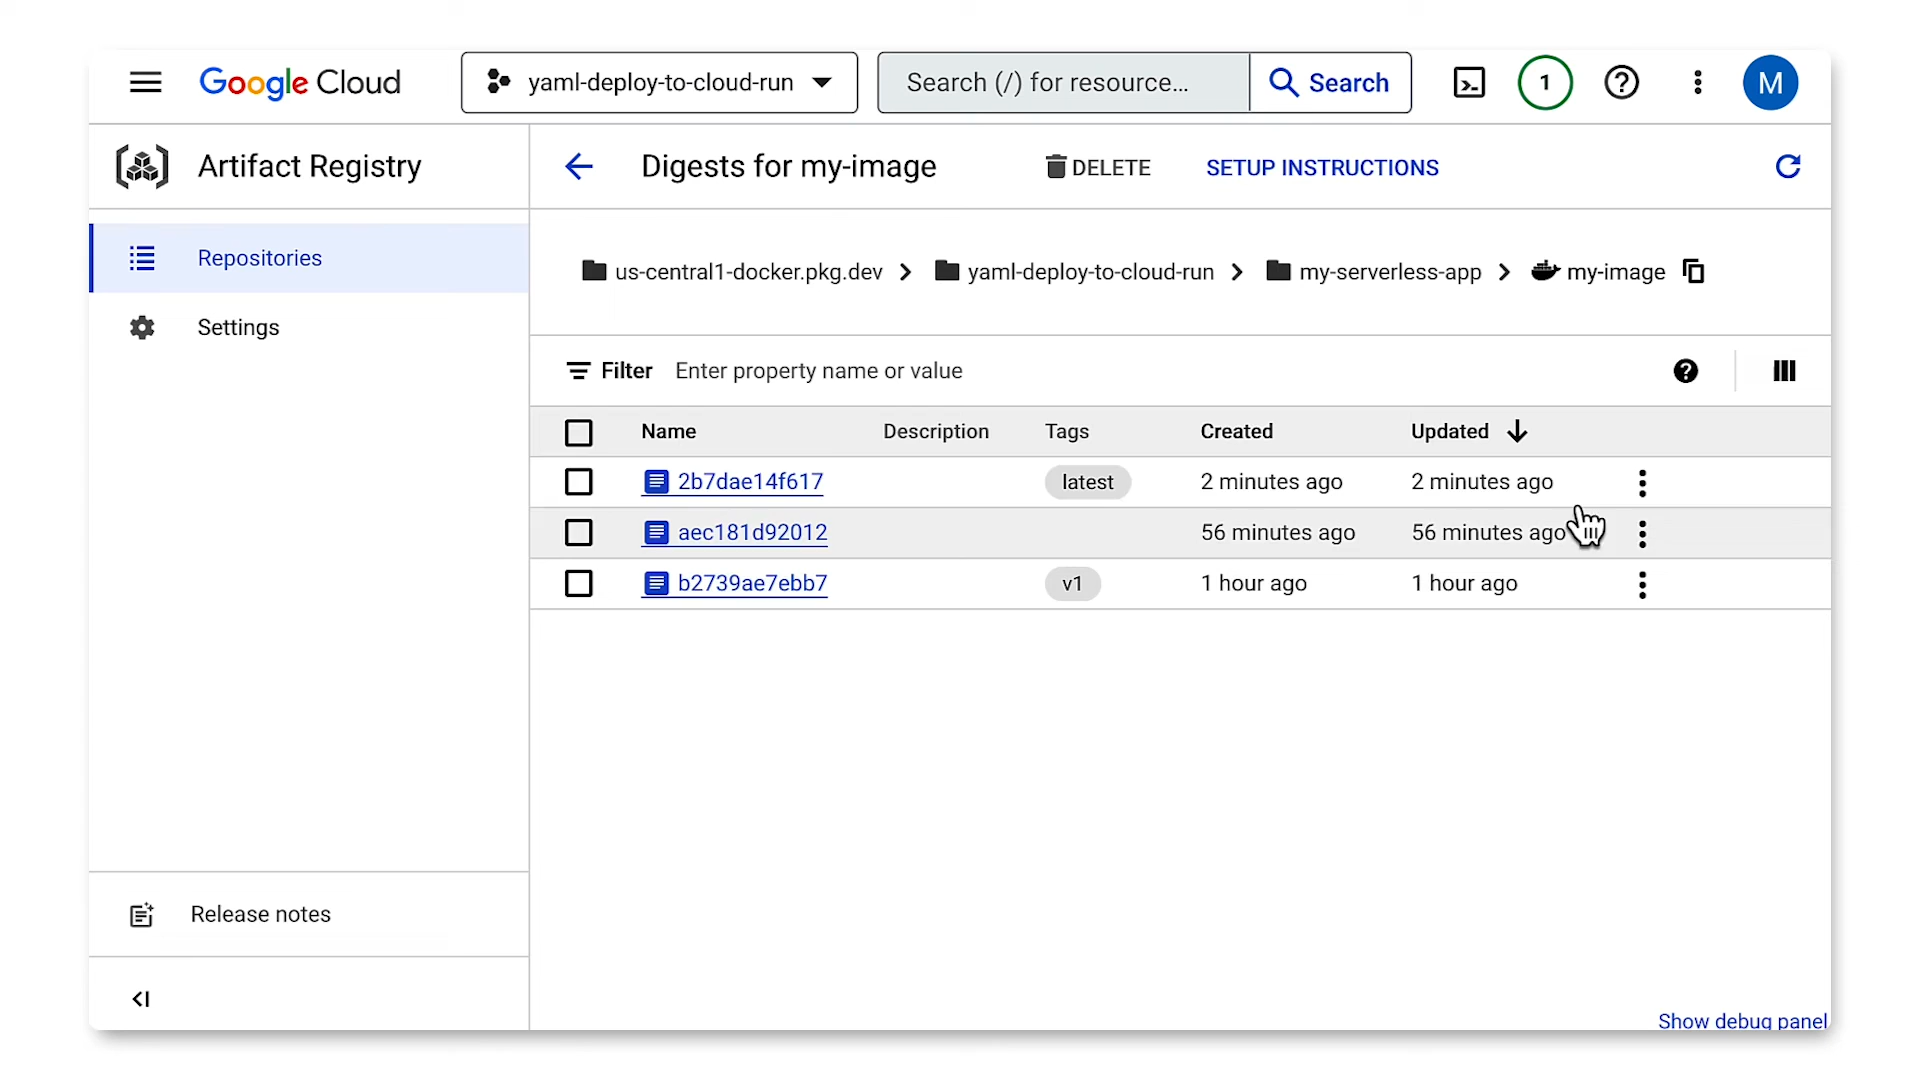 Google Cloud
yaml-deploy-to-cloud-run
Search (/) for resource...
Search
1
M
Artifact Registry
Digests for my-image
DELETE
SETUP INSTRUCTIONS
Repositories
Settings
us-central1-docker.pkg.dev
yaml-deploy-to-cloud-run
my-serverless-app
my-image
Filter
Enter property name or value
Name Description Tags Created Updated
2b7dae14f617 latest 2 minutes ago 2 minutes ago
aec181d92012 56 minutes ago 56 minutes ago
b2739ae7ebb7 v1 1 hour ago 1 hour ago
Release notes
Show debug panel